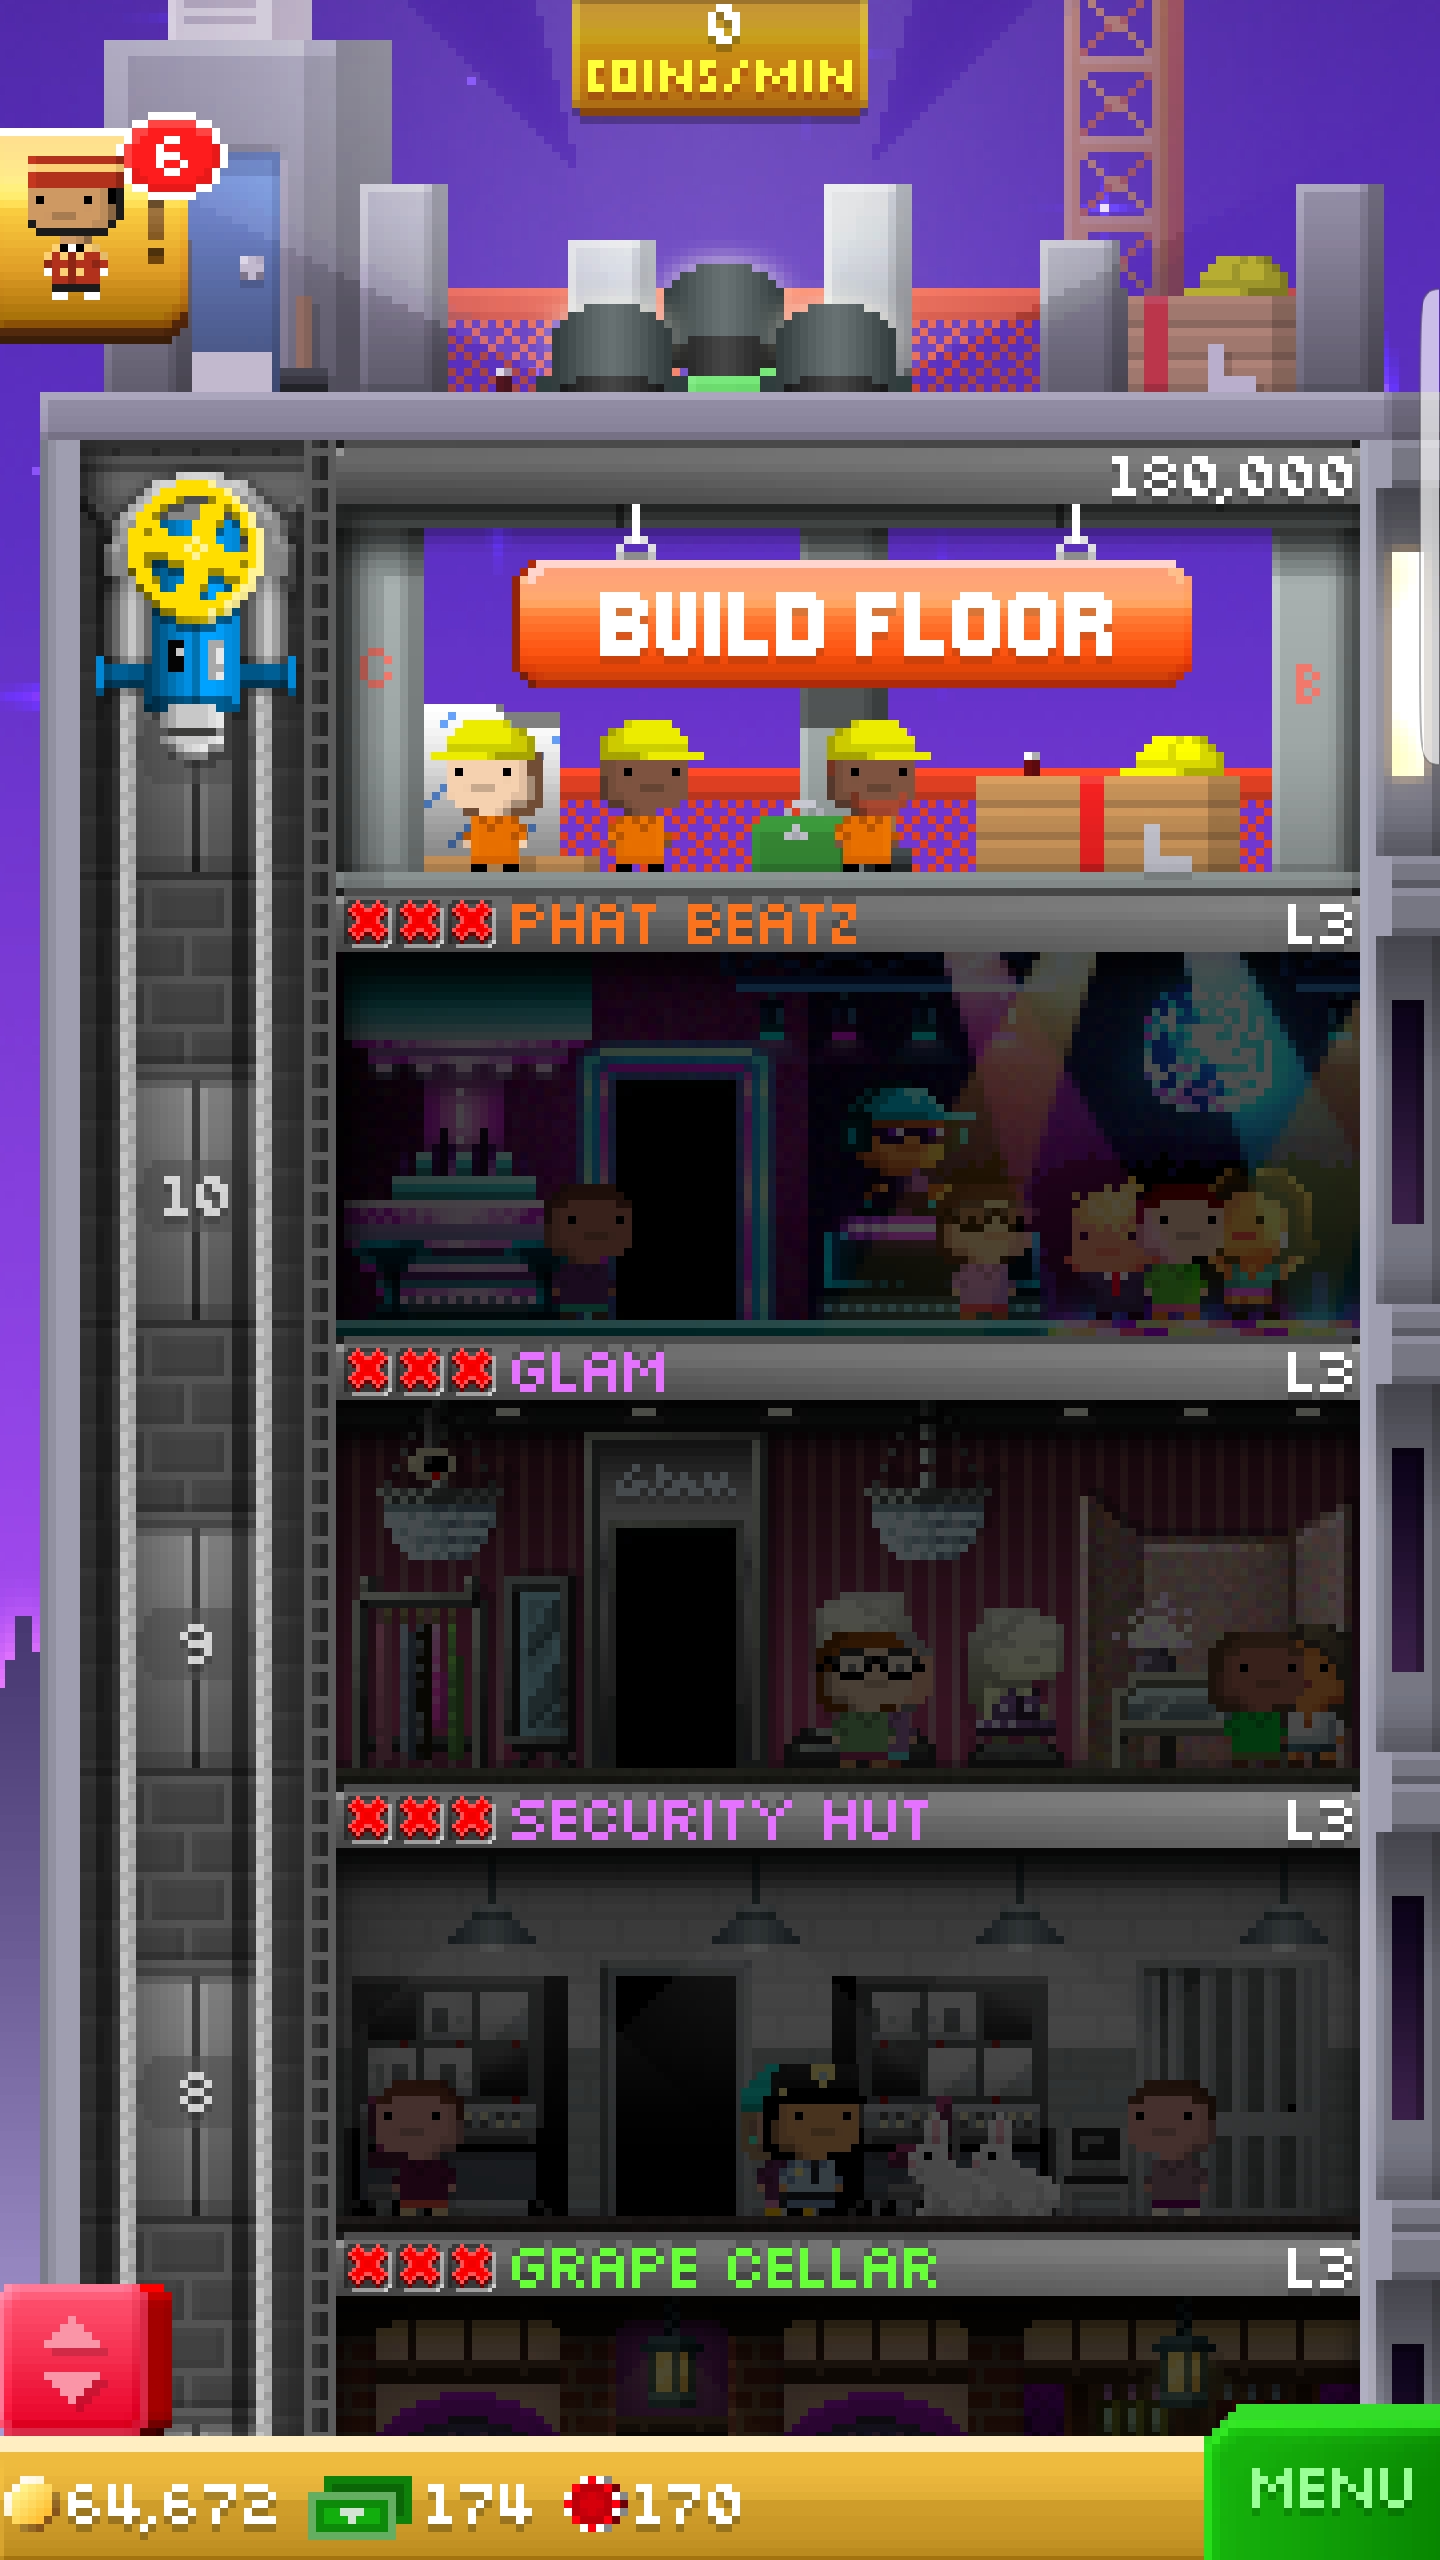 0
COINS/MIN
6
180,000
BUILD FLOOR
C
B
PHAT BEATZ L3
10
GLAM L3
Glam
9
SECURITY HUT L3
8
GRAPE CELLAR L3
64,672 174 170
MENU